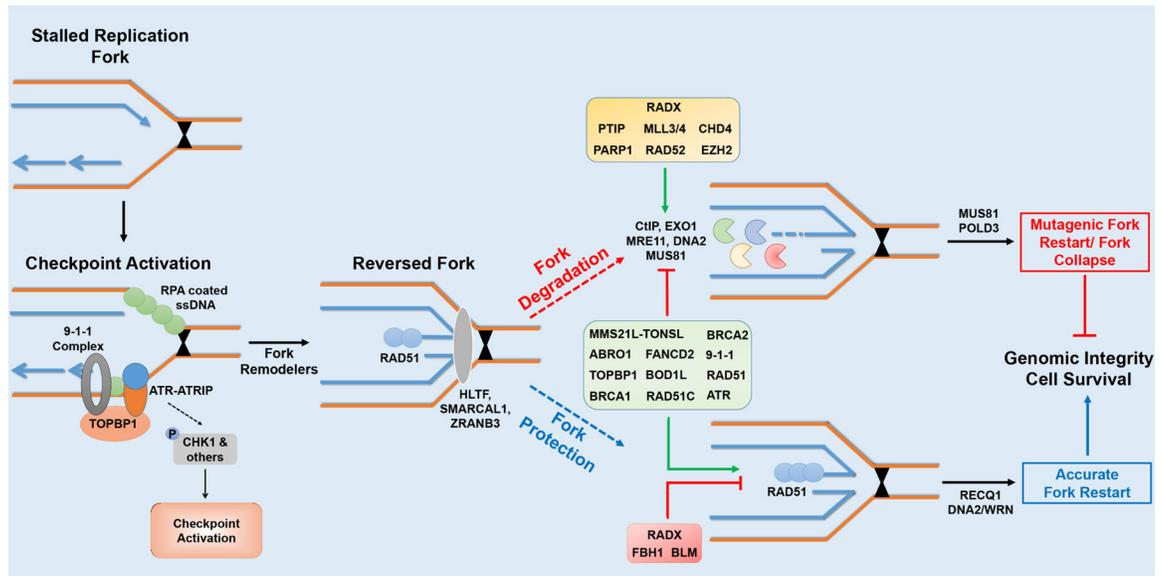 Stalled Replication
Fork
Checkpoint Activation
RPA coated
ssDNA
9-1-1
Complex
ATR-ATRIP
TOPBP1
P
CHK1 &
others
Checkpoint
Activation
Fork
Remodelers
Reversed Fork
RAD51
HLTF,
SMARCAL1,
ZRANB3
Fork
Degradation
Fork
Protection
RADX
PTIP MLL3/4 CHD4
PARP1 RAD52 EZH2
CtIP, EXO1
MRE11, DNA2
MUS81
MMS21L-TONSL BRCA2
ABRO1 FANCD2 9-1-1
TOPBP1 BOD1L RAD51
BRCA1 RAD51C ATR
RADX
FBH1 BLM
RAD51
MUS81
POLD3
Mutagenic Fork
Restart/ Fork
Collapse
Genomic Integrity
Cell Survival
RECQ1
DNA2/WRN
Accurate
Fork Restart